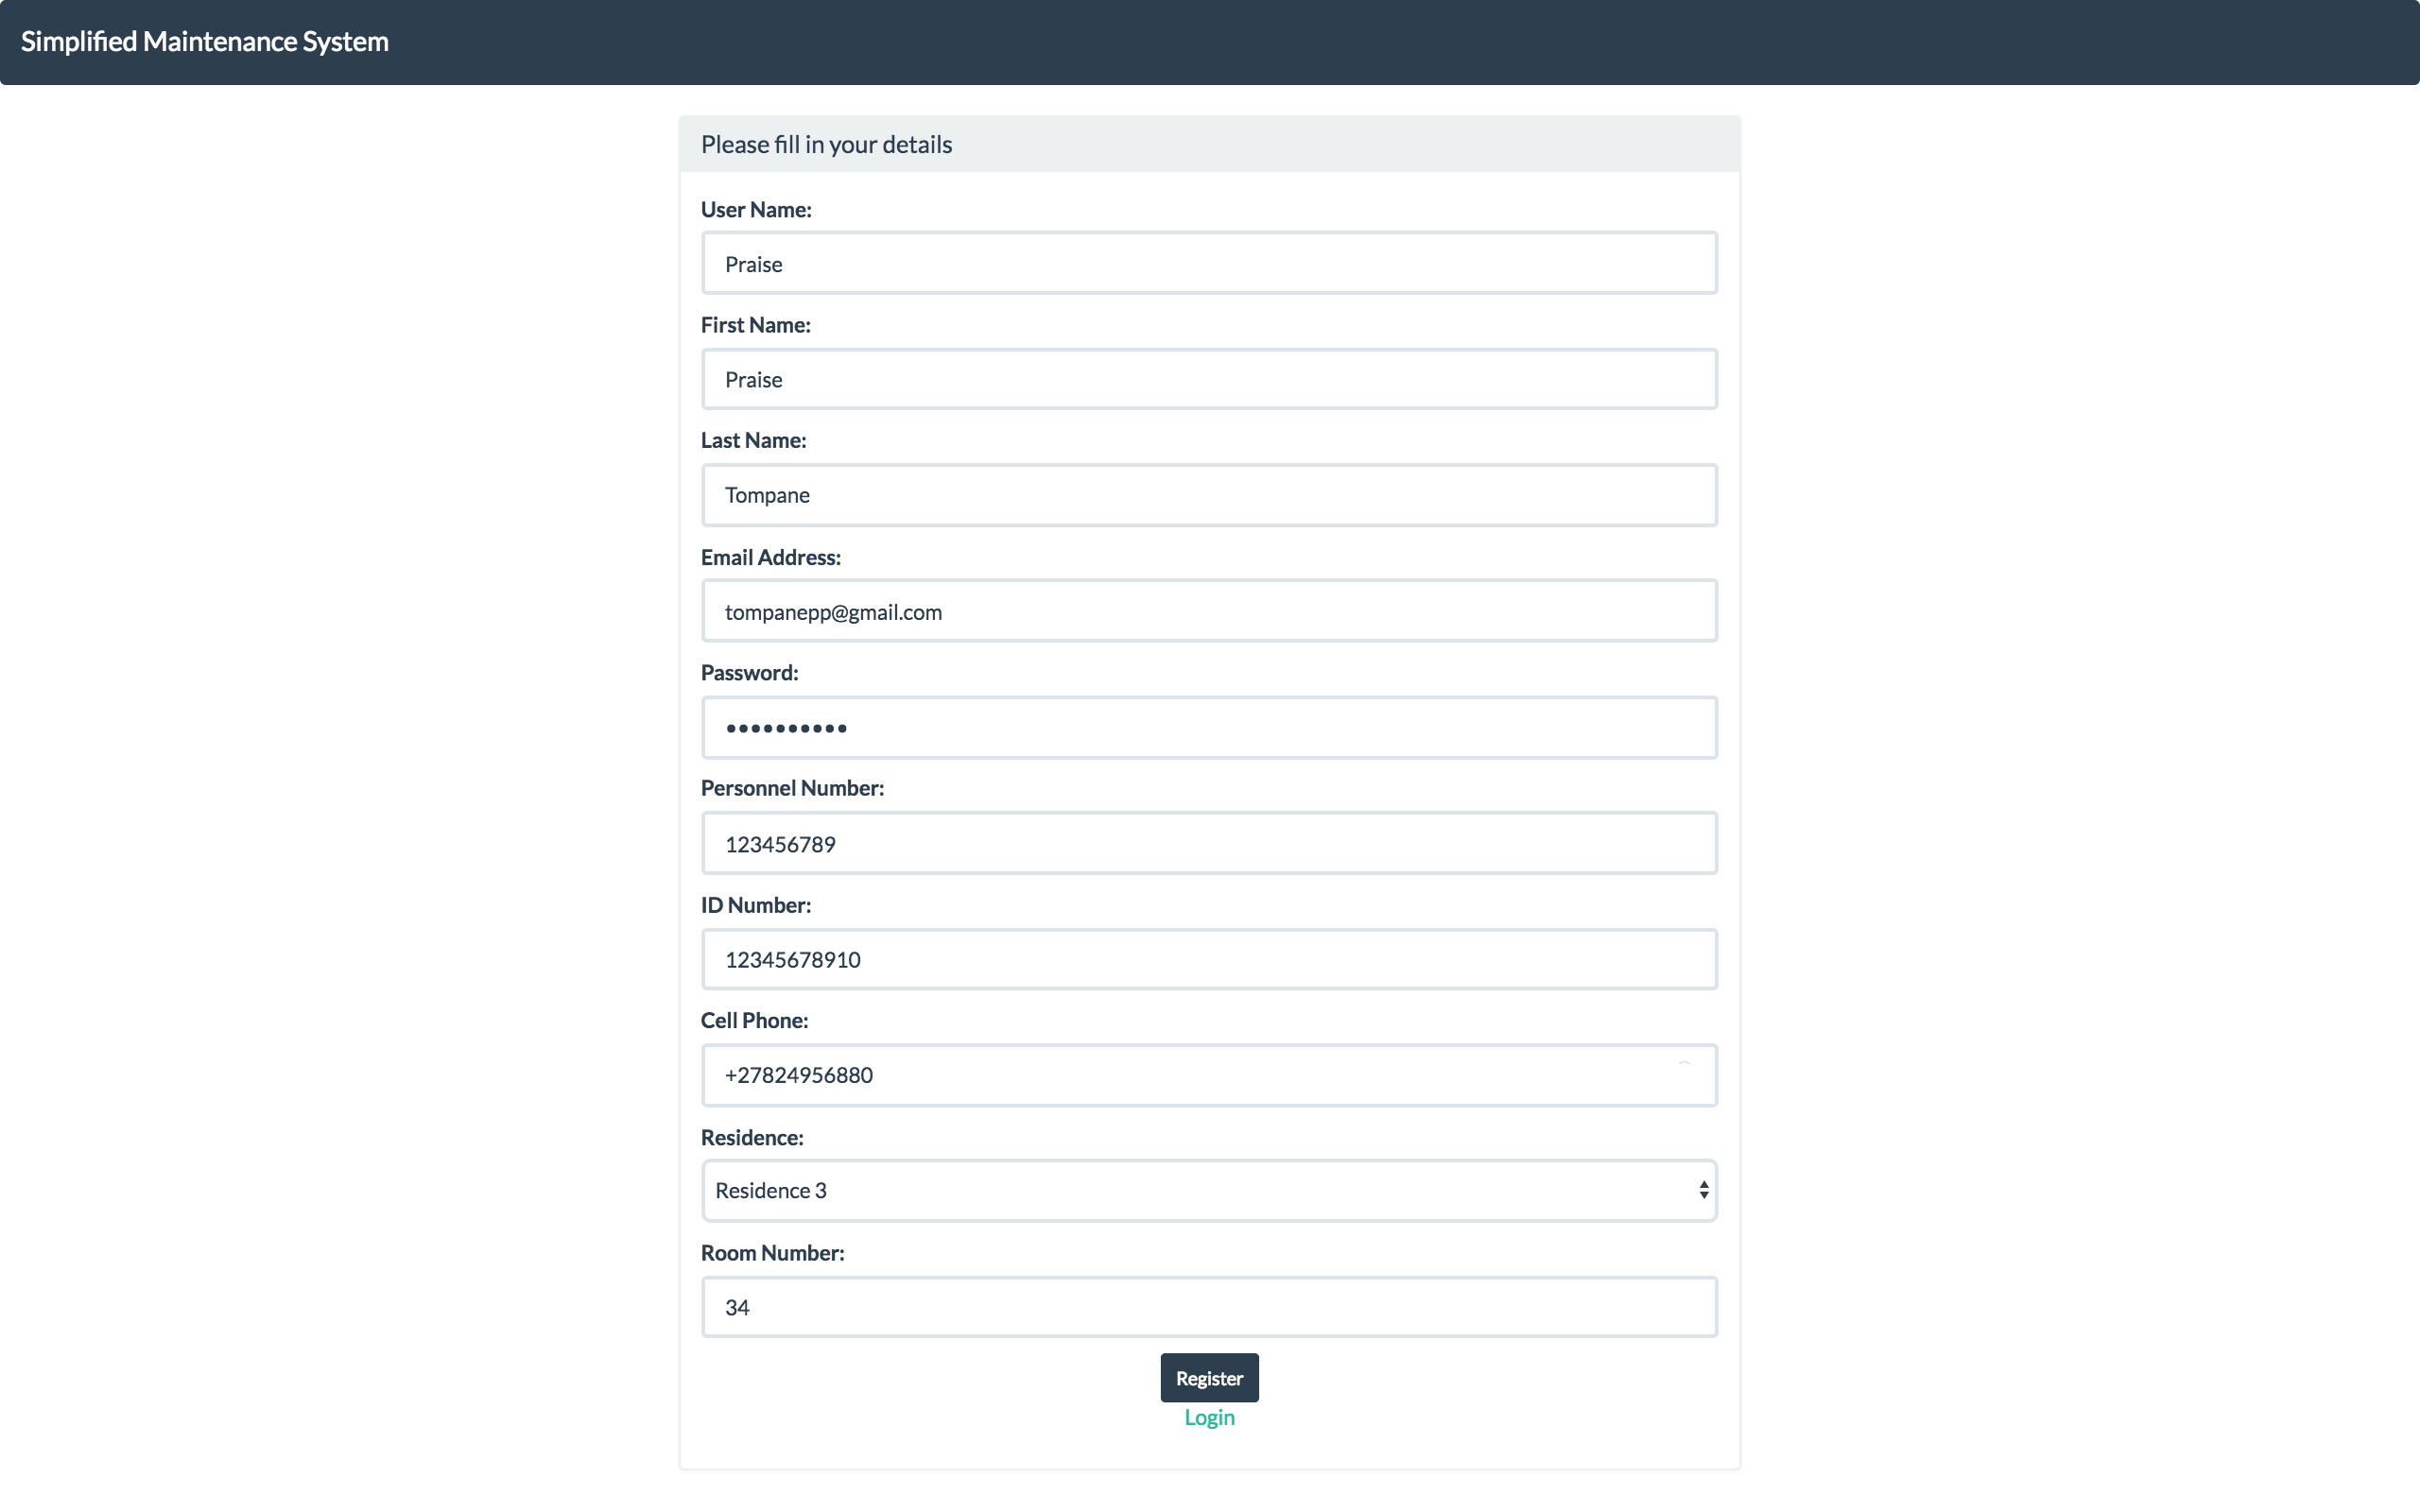 Simplified Maintenance System
Please fill in your details
User Name:
Praise
First Name:
Praise
Last Name:
Tompane
Email Address:
tompanepp@gmail.com
Password:
••••••••••
Personnel Number:
123456789
ID Number:
12345678910
Cell Phone:
+27824956880
Residence:
Residence 3
Room Number:
34
Register
Login